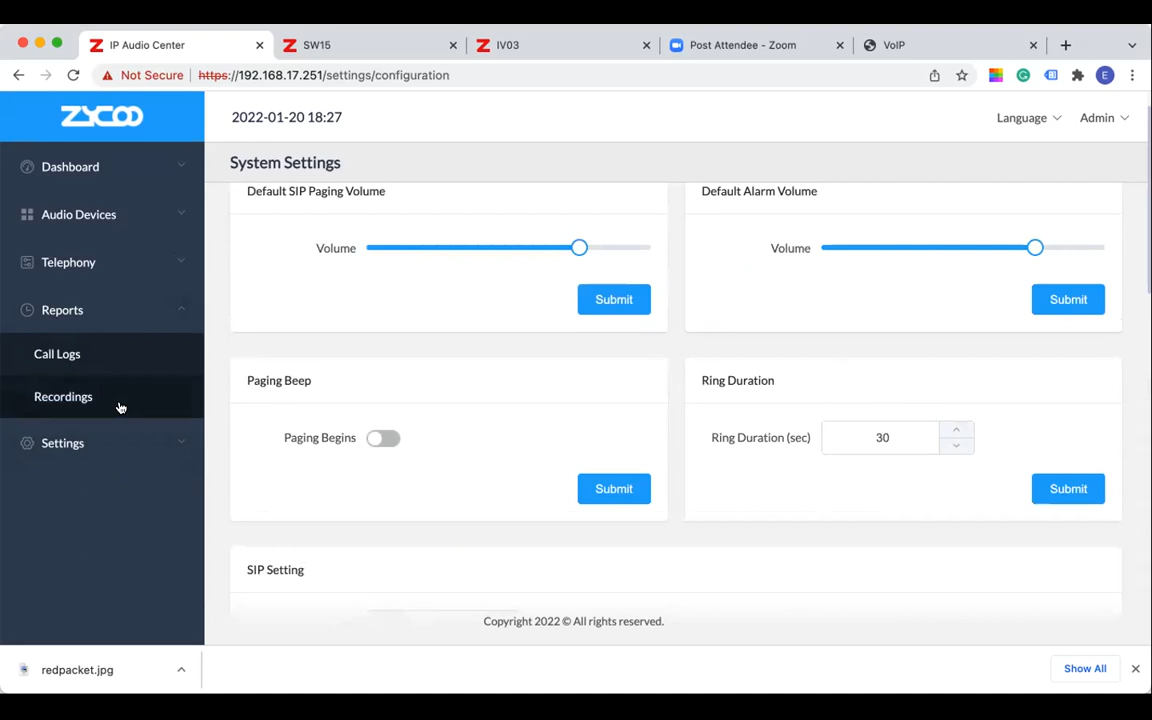 IP Audio Center
SW15
IV03
Post Attendee - Zoom
VoIP
Not Secure https://192.168.17.251/settings/configuration
E
ZYCOO
2022-01-20 18:27
Language
Admin
System Settings
Dashboard
Audio Devices
Telephony
Reports
Call Logs
Recordings
Settings
Default SIP Paging Volume
Volume
Submit
Default Alarm Volume
Volume
Submit
Paging Beep
Paging Begins
Submit
Ring Duration
Ring Duration (sec) 30
Submit
SIP Setting
Copyright 2022 © All rights reserved.
redpacket.jpg
Show All